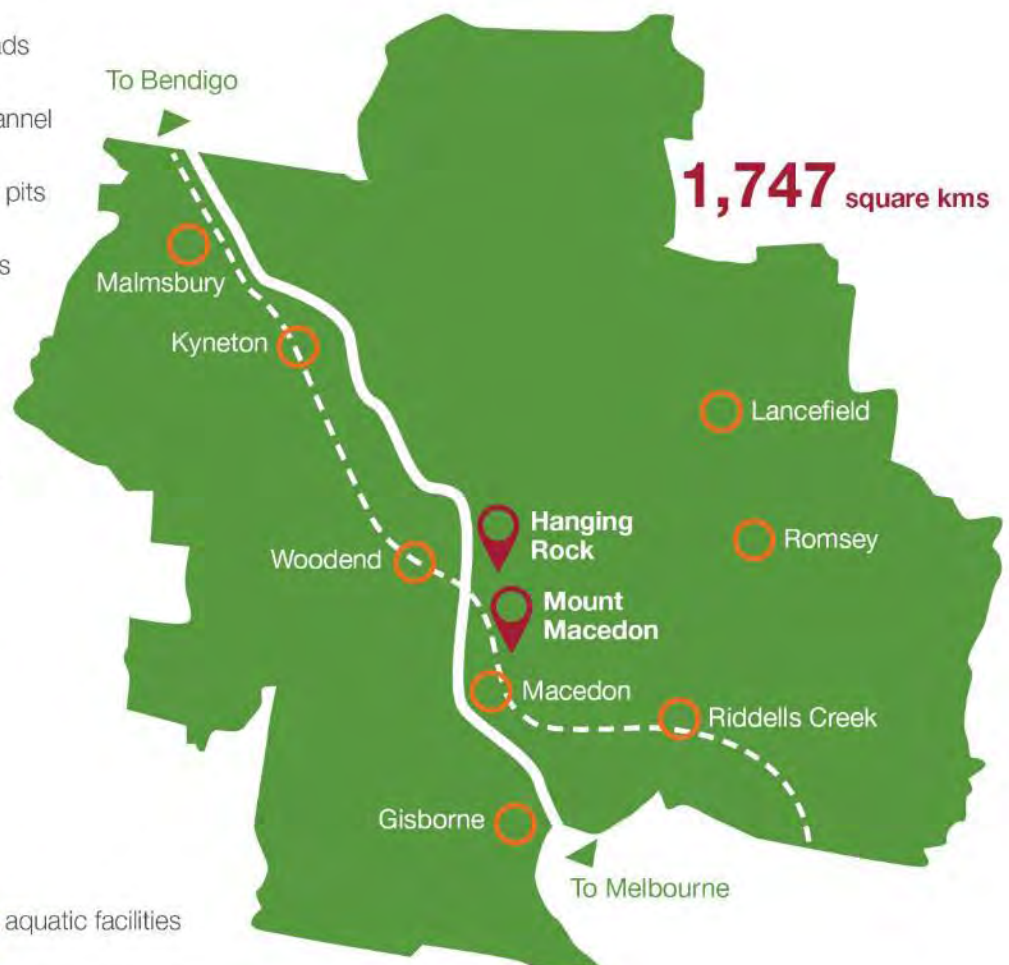 To Bendigo
1,747 square kms
pits
Malmsbury
Kyneton
Lancefield
Hanging
Rock
Romsey
Woodend
Mount
Macedon
Macedon
Riddells Creek
Gisborne
To Melbourne
aquatic facilities